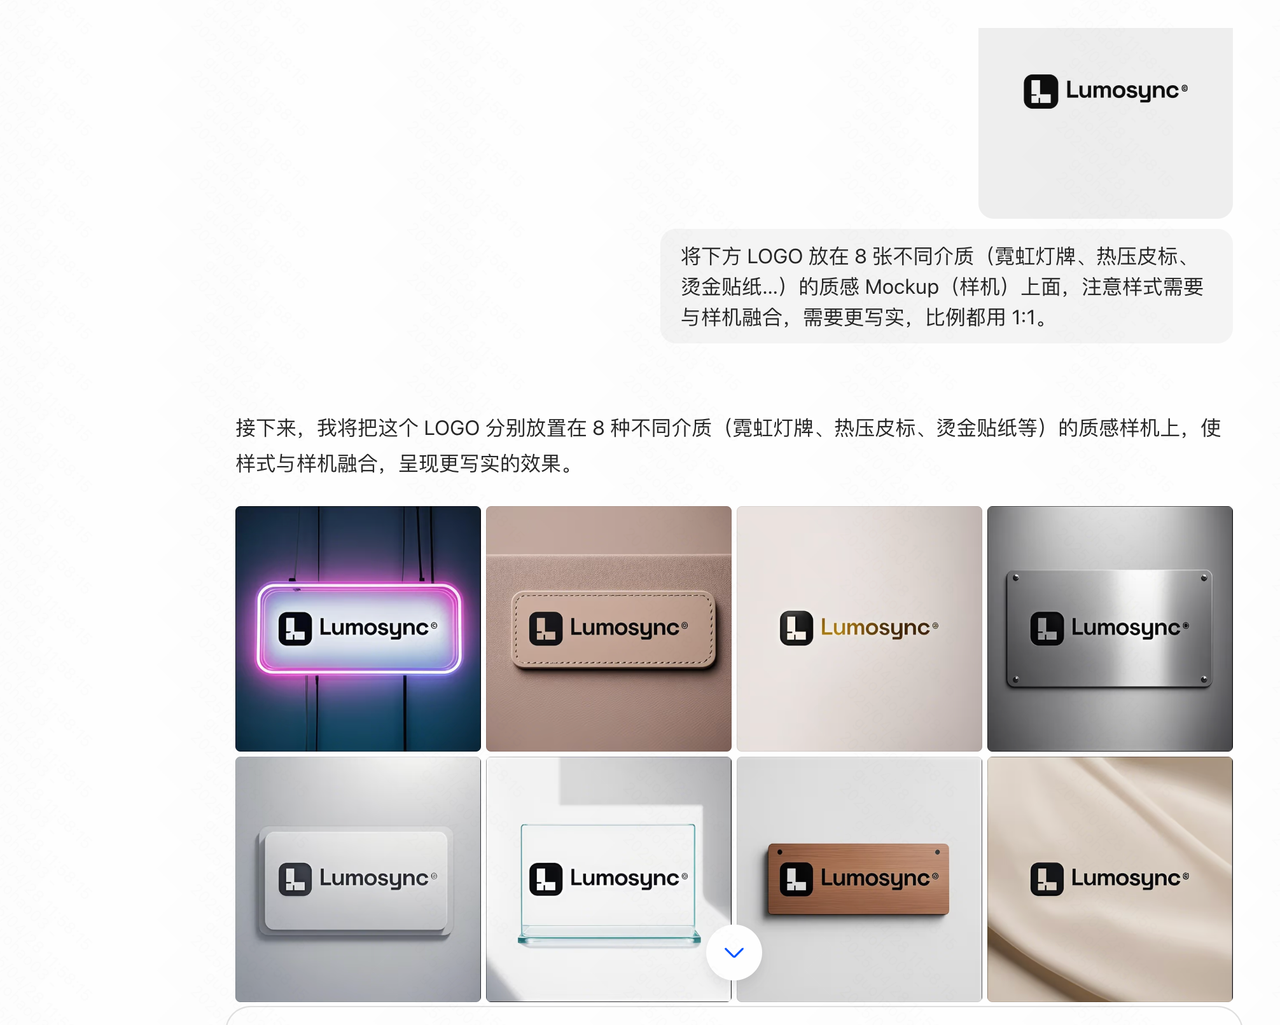 Lumosync©
将下方 LOGO 放在 8 张不同介质（霓虹灯牌、热压皮标、
烫金贴纸...）的质感 Mockup（样机）上面，注意样式需要
与样机融合，需要更写实，比例都用 1:1。
接下来，我将把这个 LOGO 分别放置在 8 种不同介质（霓虹灯牌、热压皮标、烫金贴纸等）的质感样机上，使
样式与样机融合，呈现更写实的效果。
Lumosync©
Lumosync©
Lumosync©
Lumosync©
Lumosync©
Lumosync©
Lumosync©
Lumosync©